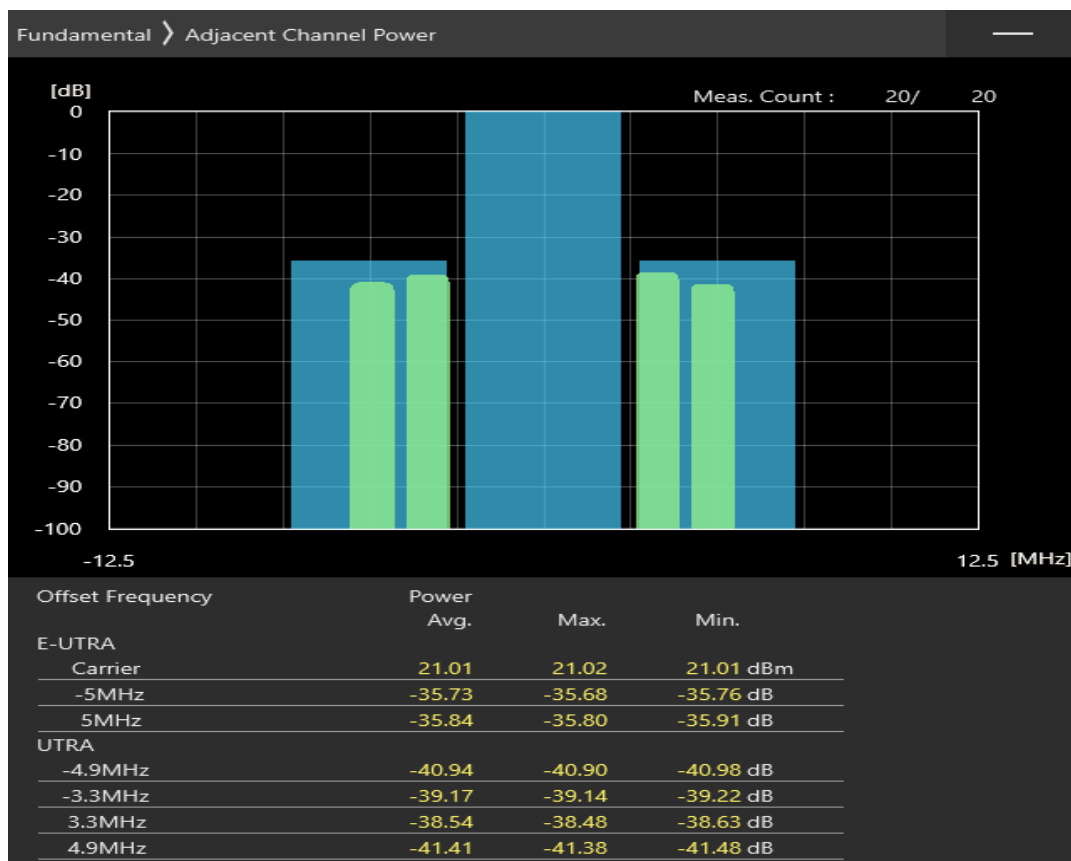 Fundamental ❯ Adjacent Channel Power
[dB]
Meas. Count : 20/ 20
0
-10
-20
-30
-40
-50
-60
-70
-80
-90
-100
-12.5 12.5 [MHz]
Offset Frequency Power
Avg. Max. Min.
E-UTRA
Carrier 21.01 21.02 21.01 dBm
-5MHz -35.73 -35.68 -35.76 dB
5MHz -35.84 -35.80 -35.91 dB
UTRA
-4.9MHz -40.94 -40.90 -40.98 dB
-3.3MHz -39.17 -39.14 -39.22 dB
3.3MHz -38.54 -38.48 -38.63 dB
4.9MHz -41.41 -41.38 -41.48 dB